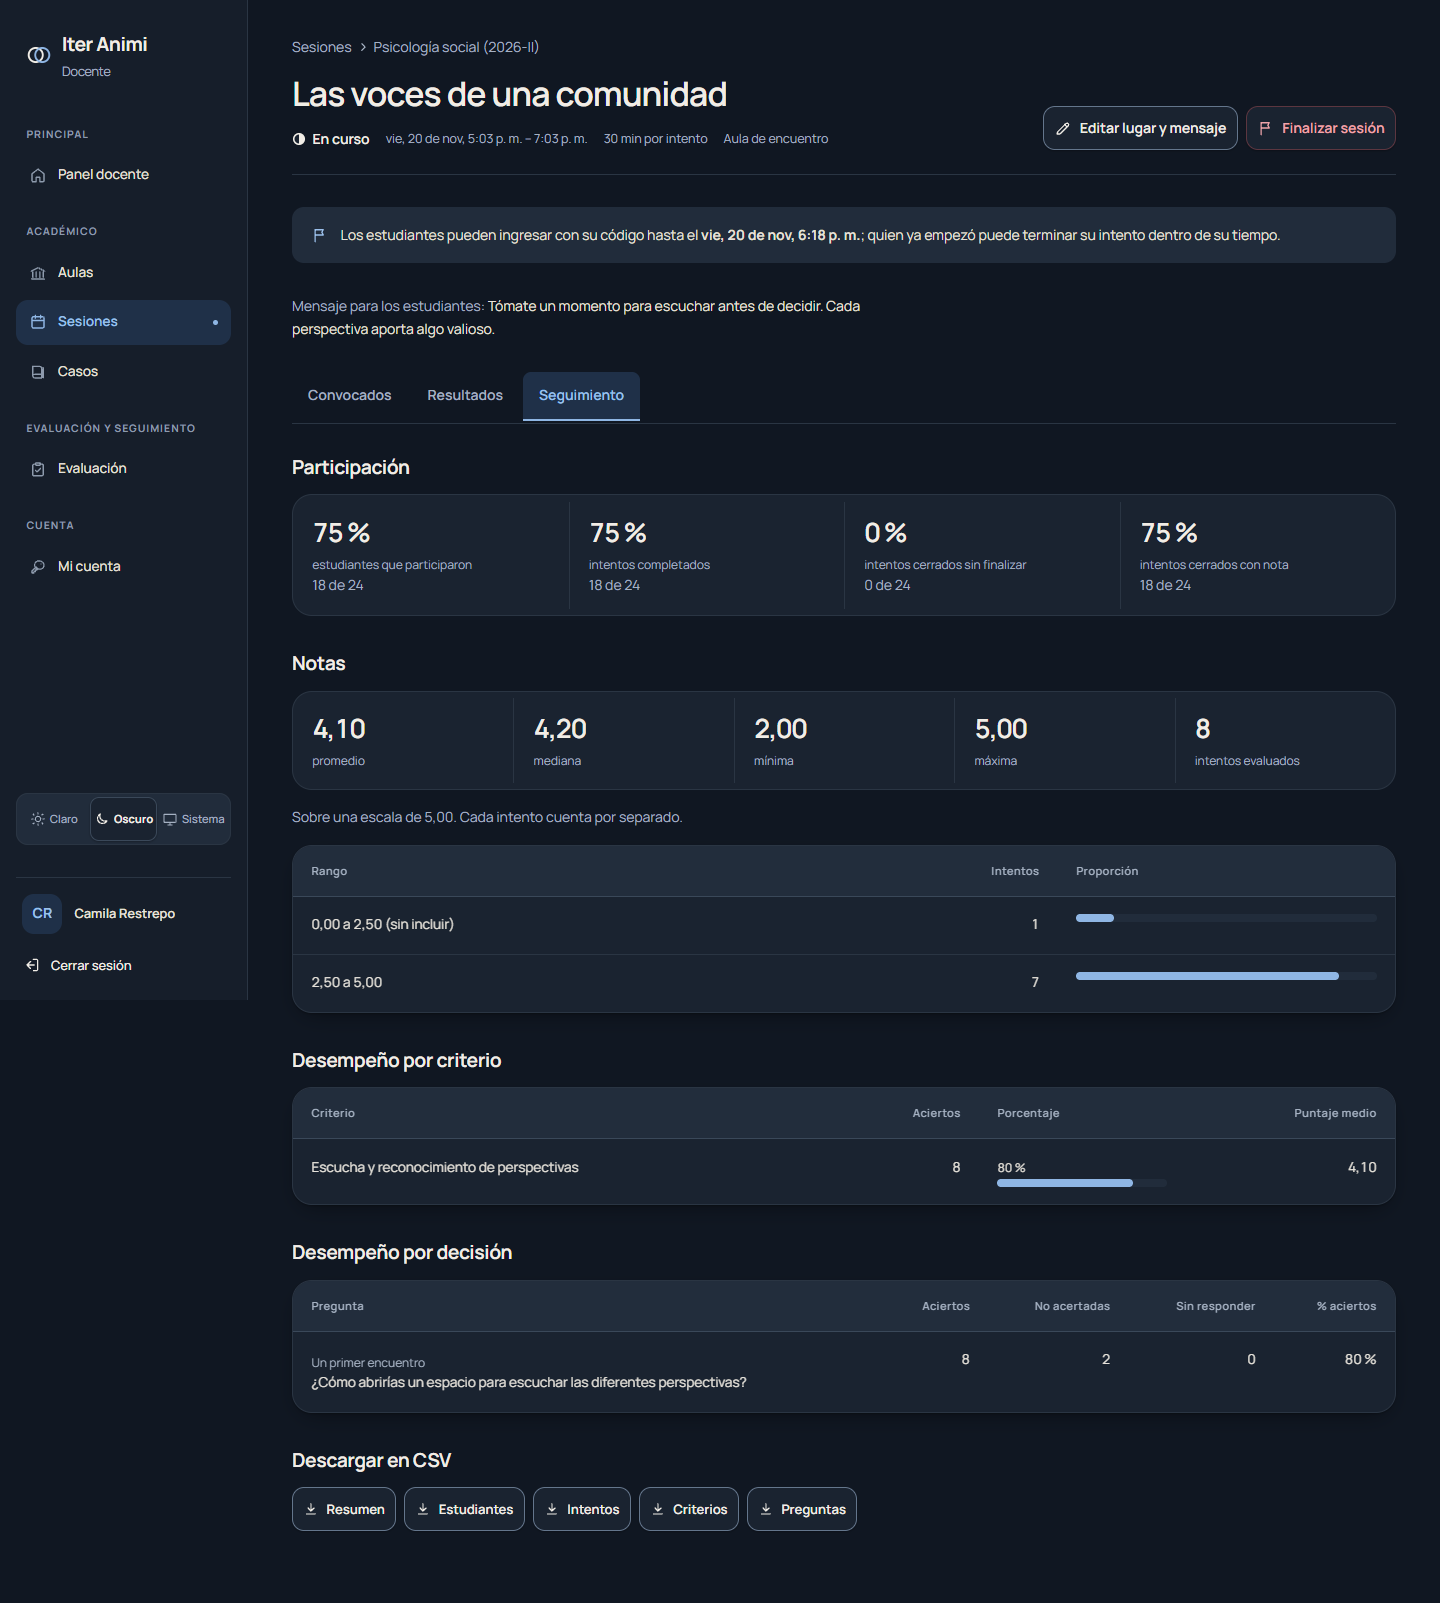 Iter Animi
Docente
PRINCIPAL
Panel docente
ACADÉMICO
Aulas
Sesiones
Casos
EVALUACIÓN Y SEGUIMIENTO
Evaluación
CUENTA
Mi cuenta
Claro
Oscuro
Sistema
CR
Camila Restrepo
Cerrar sesión
Sesiones > Psicología social (2026-II)
Las voces de una comunidad
En curso vie, 20 de nov, 5:03 p. m. – 7:03 p. m. 30 min por intento Aula de encuentro
Editar lugar y mensaje
Finalizar sesión
Los estudiantes pueden ingresar con su código hasta el vie, 20 de nov, 6:18 p. m.; quien ya empezó puede terminar su intento dentro de su tiempo.
Mensaje para los estudiantes: Tómate un momento para escuchar antes de decidir. Cada
perspectiva aporta algo valioso.
Convocados Resultados Seguimiento
Participación
75 %
estudiantes que participaron
18 de 24
75 %
intentos completados
18 de 24
0 %
intentos cerrados sin finalizar
0 de 24
75 %
intentos cerrados con nota
18 de 24
Notas
4,10
promedio
4,20
mediana
2,00
mínima
5,00
máxima
8
intentos evaluados
Sobre una escala de 5,00. Cada intento cuenta por separado.
Rango Intentos Proporción
0,00 a 2,50 (sin incluir) 1
2,50 a 5,00 7
Desempeño por criterio
Criterio Aciertos Porcentaje Puntaje medio
Escucha y reconocimiento de perspectivas 8 80 % 4,10
Desempeño por decisión
Pregunta Aciertos No acertadas Sin responder % aciertos
Un primer encuentro
¿Cómo abrirías un espacio para escuchar las diferentes perspectivas? 8 2 0 80 %
Descargar en CSV
Resumen Estudiantes Intentos Criterios Preguntas